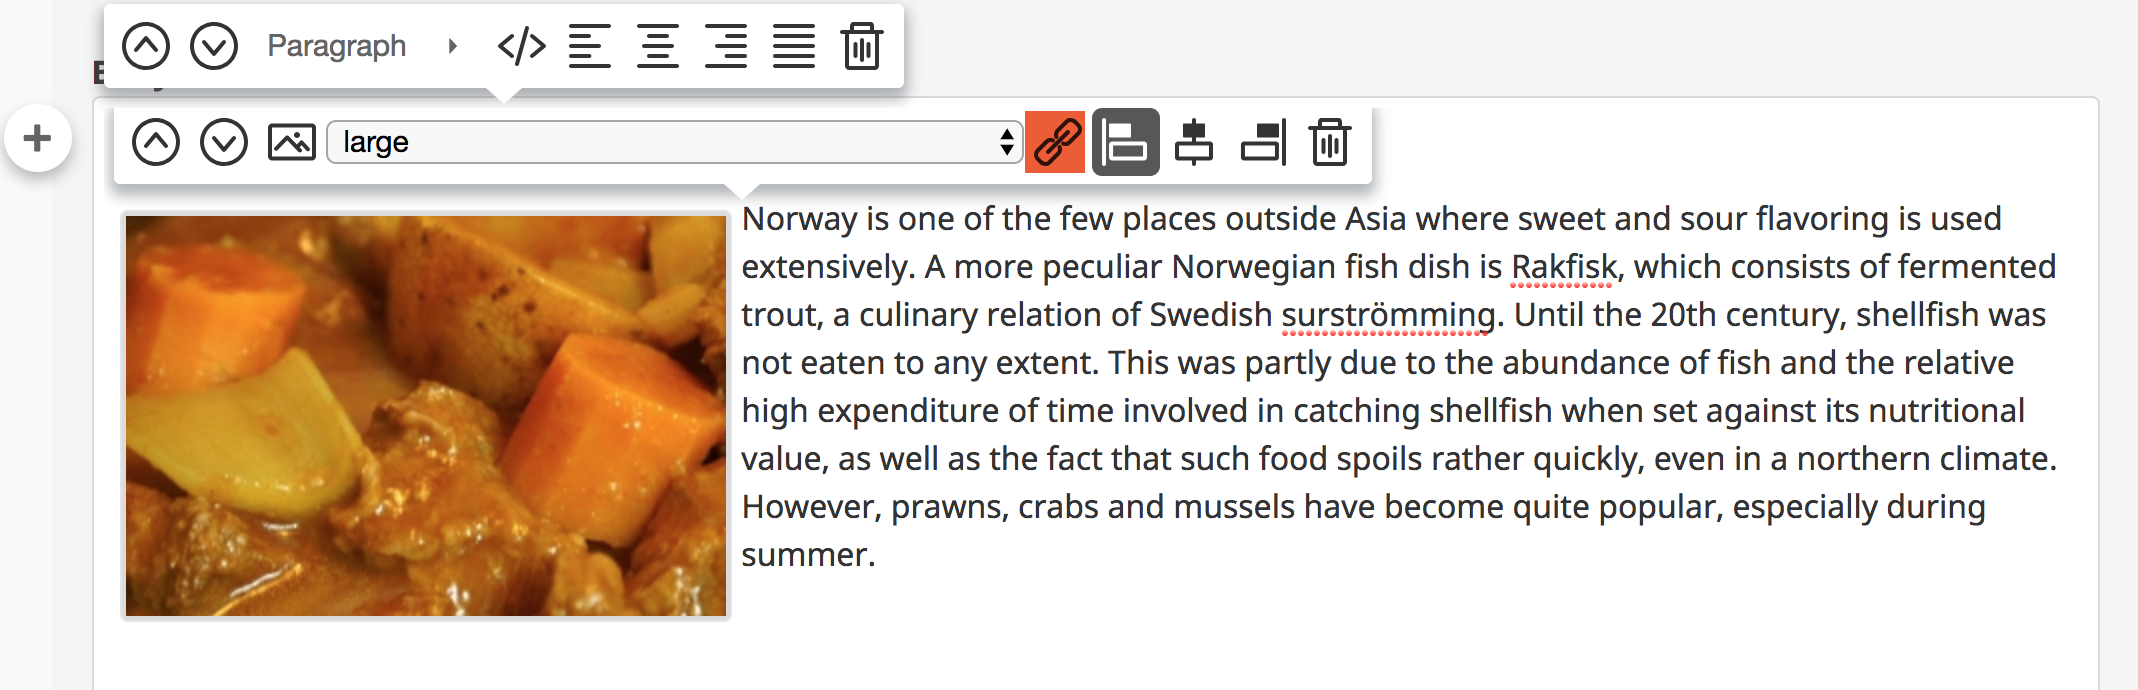 Paragraph
large
Norway is one of the few places outside Asia where sweet and sour flavoring is used
extensively. A more peculiar Norwegian fish dish is Rakfisk, which consists of fermented
trout, a culinary relation of Swedish surströmming. Until the 20th century, shellfish was
not eaten to any extent. This was partly due to the abundance of fish and the relative
high expenditure of time involved in catching shellfish when set against its nutritional
value, as well as the fact that such food spoils rather quickly, even in a northern climate.
However, prawns, crabs and mussels have become quite popular, especially during
summer.